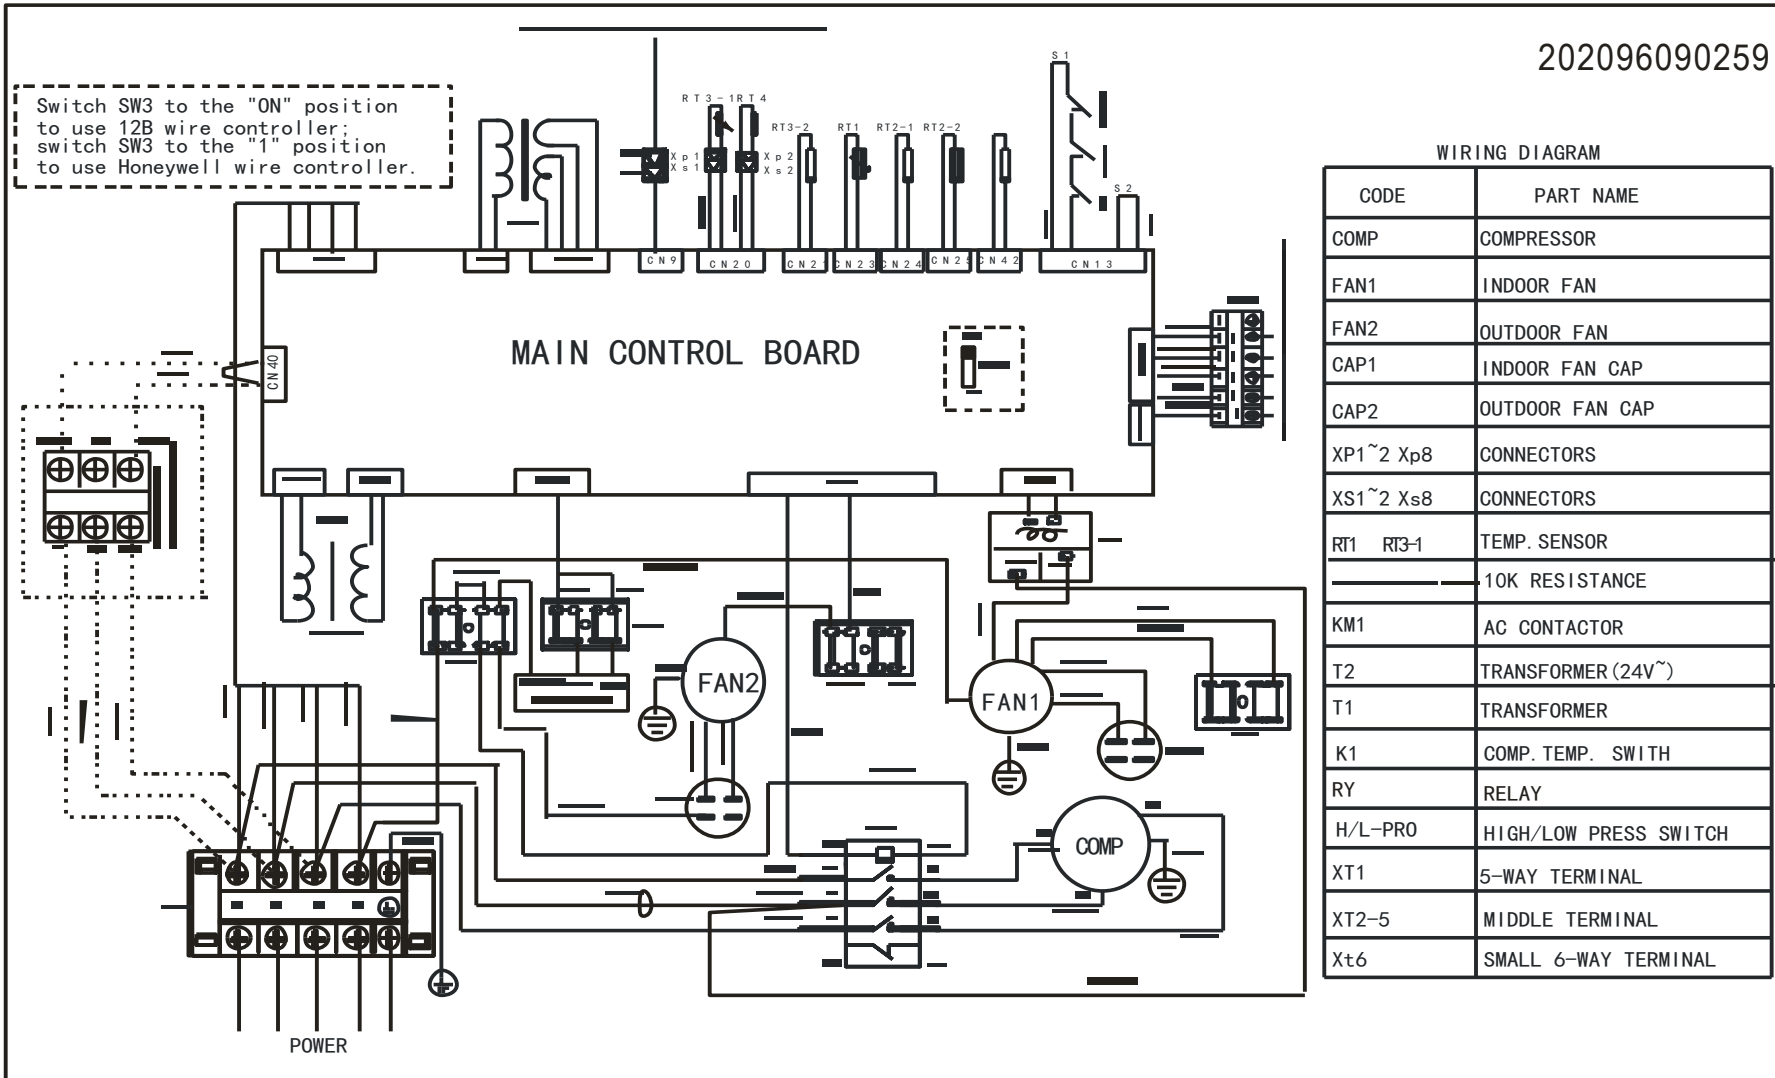 202096090259
Switch SW3 to the "ON" position
to use 12B wire controller;
switch SW3 to the "1" position
to use Honeywell wire controller.
S1
RT3-1 RT4
RT3-2 RT1 RT2-1 RT2-2
Xp1 Xp2
Xs1 Xs2
S2
CN9 CN20 CN21 CN23 CN24 CN25 CN42 CN13
MAIN CONTROL BOARD
CN40
FAN2
FAN1
COMP
POWER
WIRING DIAGRAM
CODE PART NAME
COMP COMPRESSOR
FAN1 INDOOR FAN
FAN2 OUTDOOR FAN
CAP1 INDOOR FAN CAP
CAP2 OUTDOOR FAN CAP
XP1~2 Xp8 CONNECTORS
XS1~2 Xs8 CONNECTORS
RT1 RT3-1 TEMP. SENSOR
10K RESISTANCE
KM1 AC CONTACTOR
T2 TRANSFORMER(24V~)
T1 TRANSFORMER
K1 COMP. TEMP. SWITH
RY RELAY
H/L-PRO HIGH/LOW PRESS SWITCH
XT1 5-WAY TERMINAL
XT2-5 MIDDLE TERMINAL
Xt6 SMALL 6-WAY TERMINAL